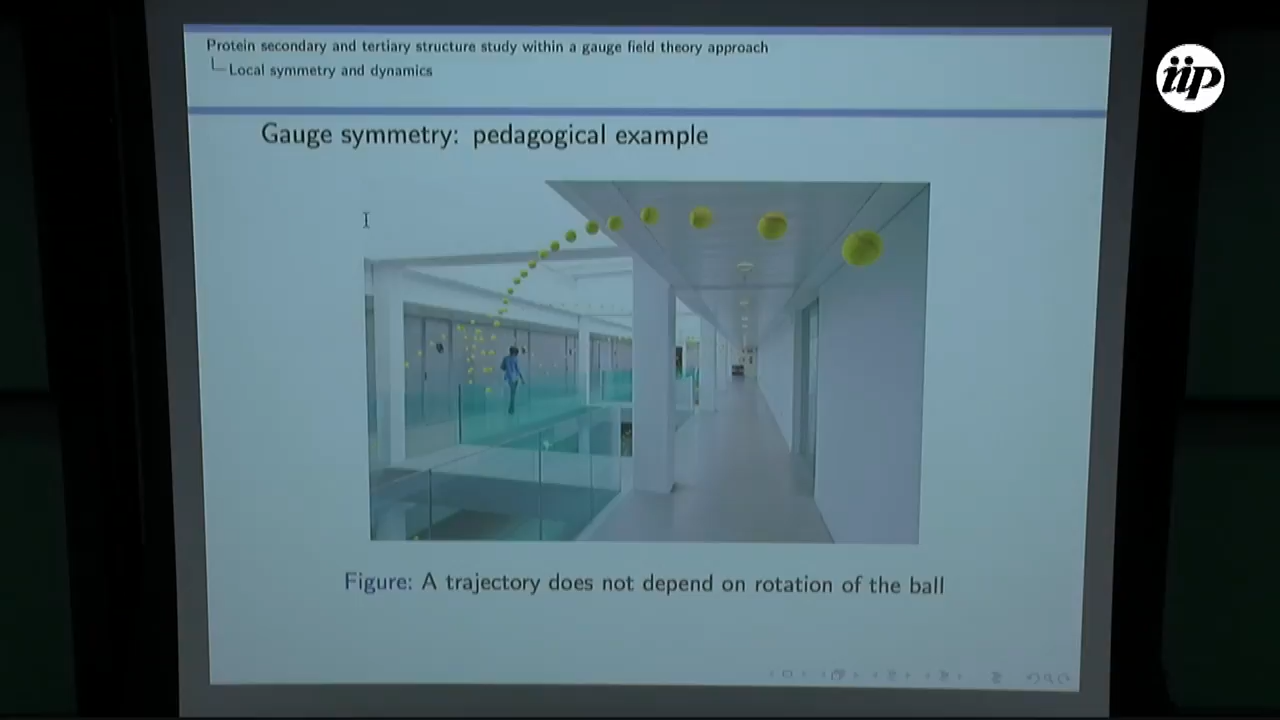 Protein secondary and tertiary structure study within a gauge field theory approach
Local symmetry and dynamics
iip
Gauge symmetry: pedagogical example
Figure: A trajectory does not depend on rotation of the ball